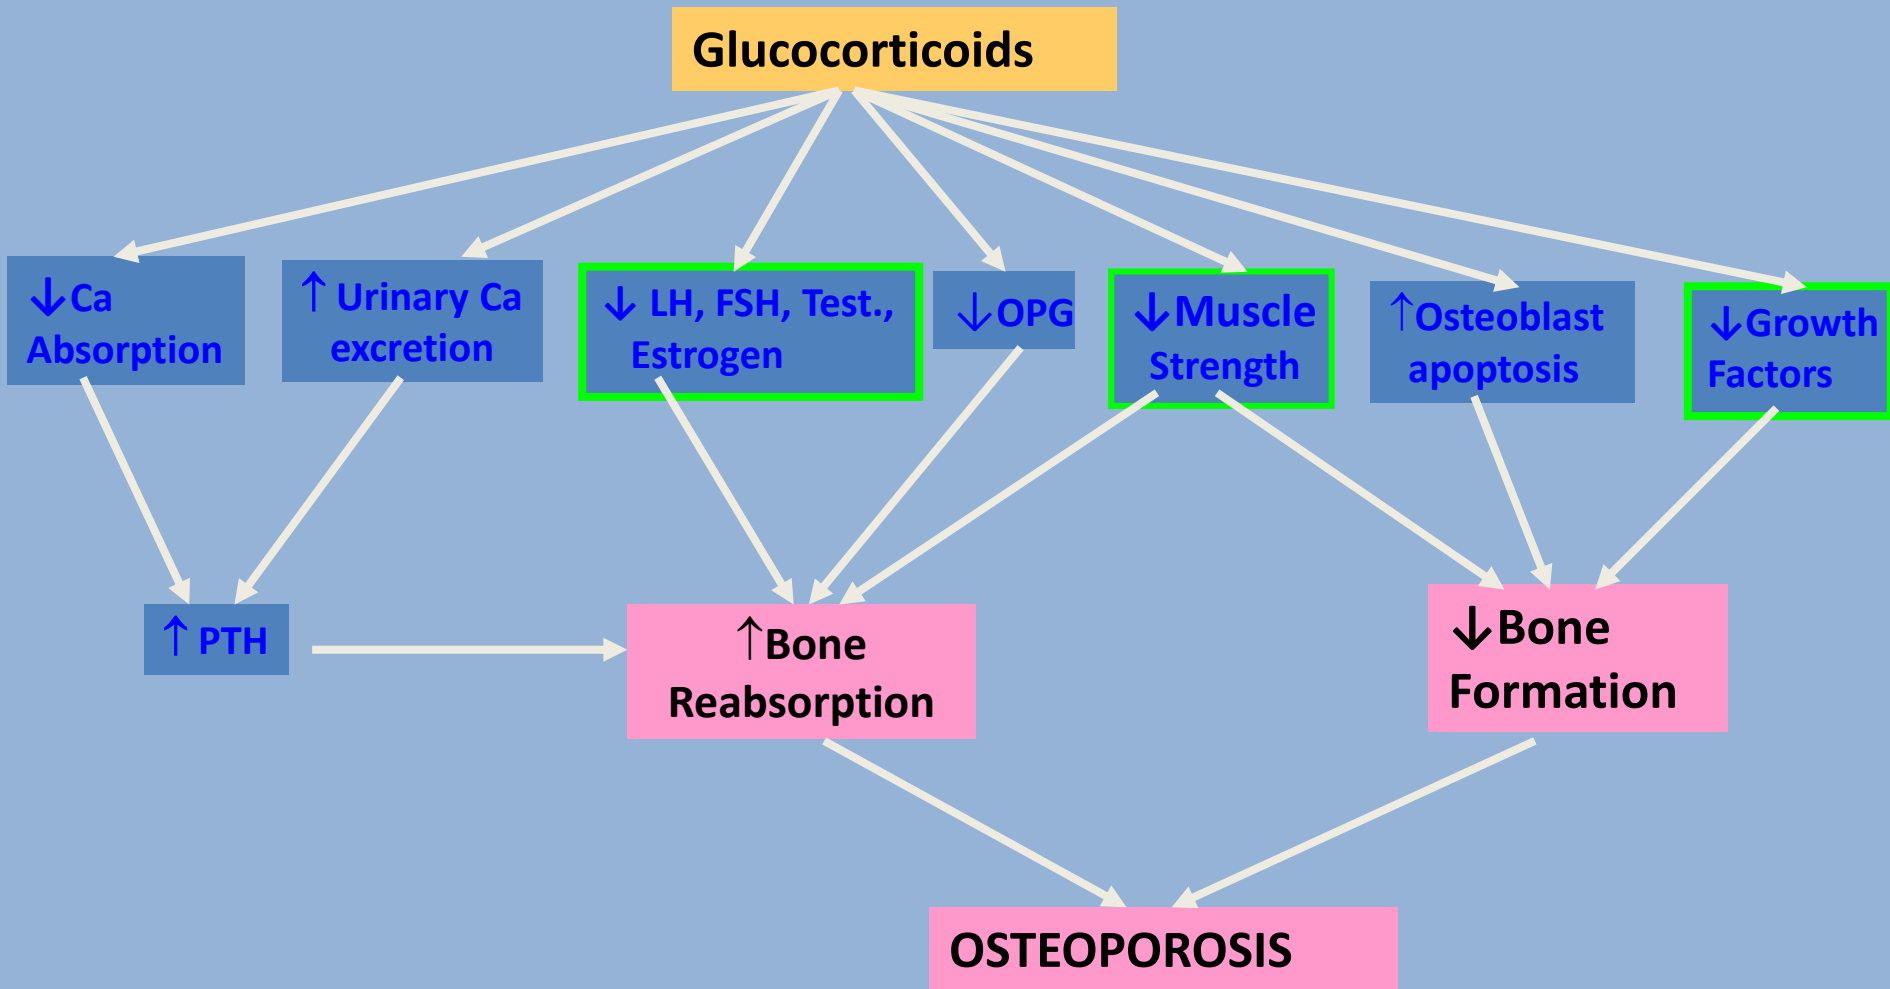 Glucocorticoids
↓Ca
Absorption
↑ Urinary Ca
excretion
↓ LH, FSH, Test.,
Estrogen
↓OPG
↓Muscle
Strength
↑Osteoblast
apoptosis
↓Growth
Factors
↑ PTH
↑Bone
Reabsorption
↓Bone
Formation
OSTEOPOROSIS